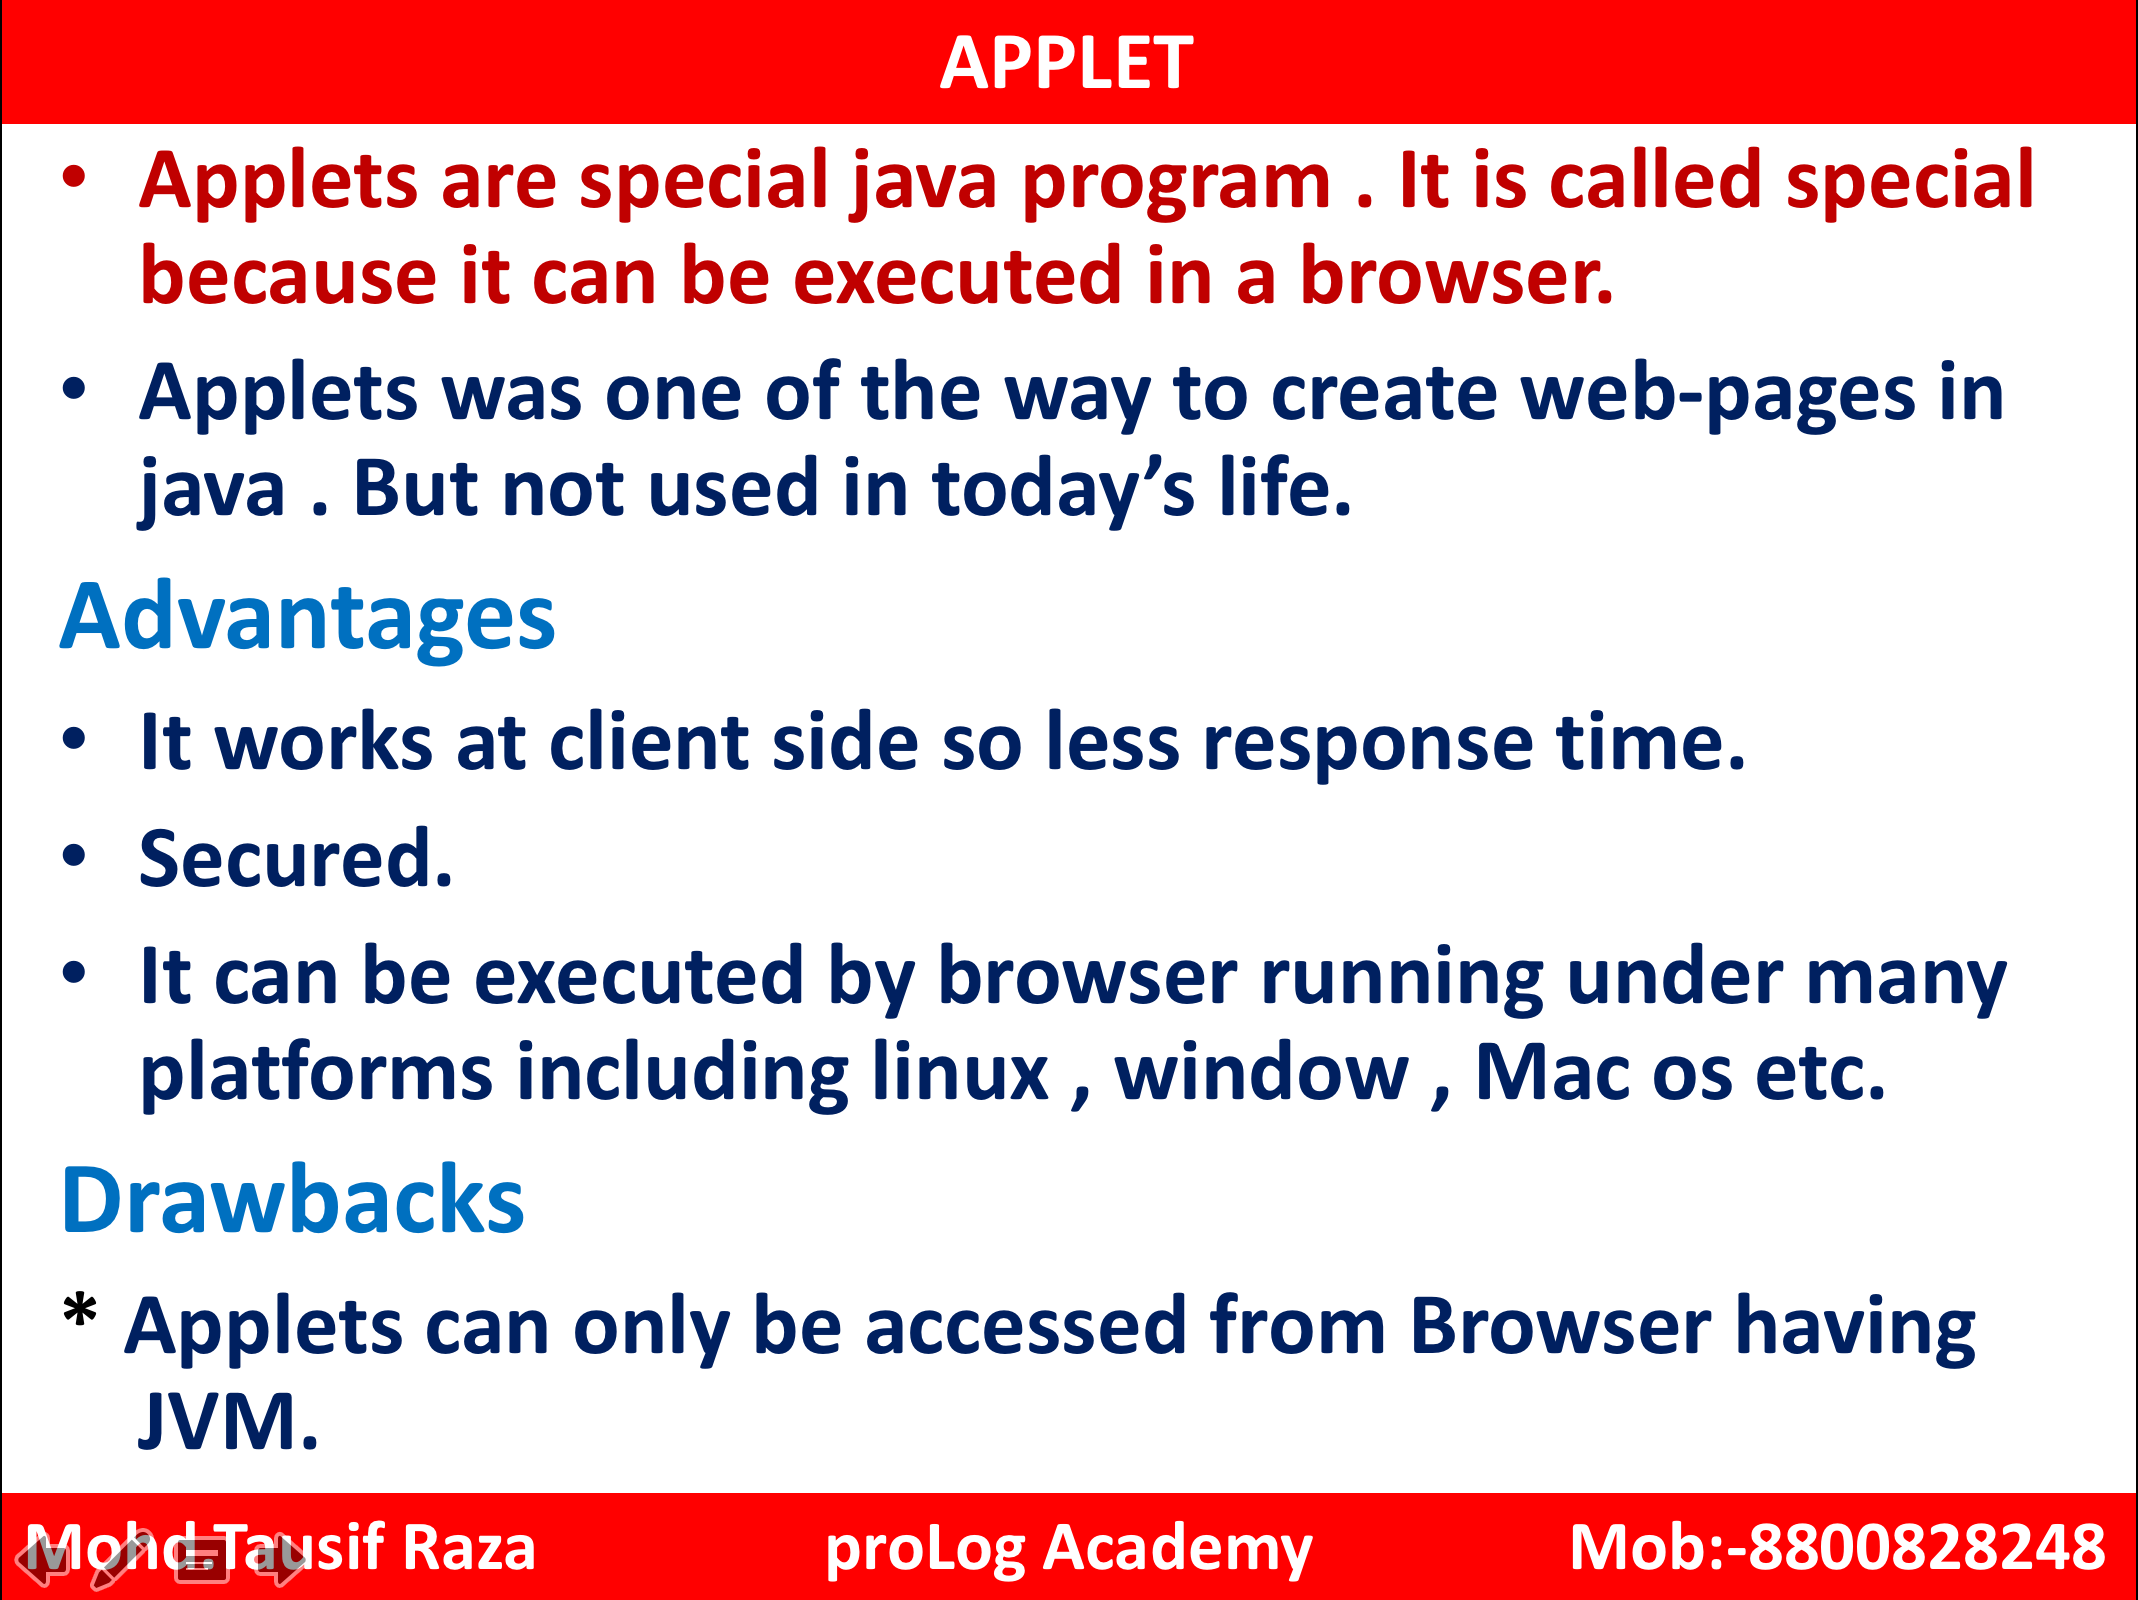 APPLET
• Applets are special java program . It is called special
because it can be executed in a browser.
• Applets was one of the way to create web-pages in
java . But not used in today’s life.
Advantages
• It works at client side so less response time.
• Secured.
• It can be executed by browser running under many
platforms including linux , window , Mac os etc.
Drawbacks
* Applets can only be accessed from Browser having
JVM.
Mohd Tausif Raza proLog Academy Mob:-8800828248